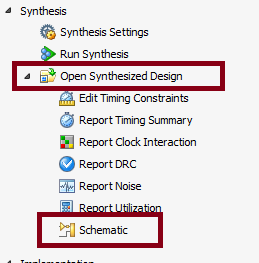 Synthesis
Synthesis Settings
Run Synthesis
Open Synthesized Design
Edit Timing Constraints
Report Timing Summary
Report Clock Interaction
Report DRC
Report Noise
Report Utilization
Schematic
Implementation